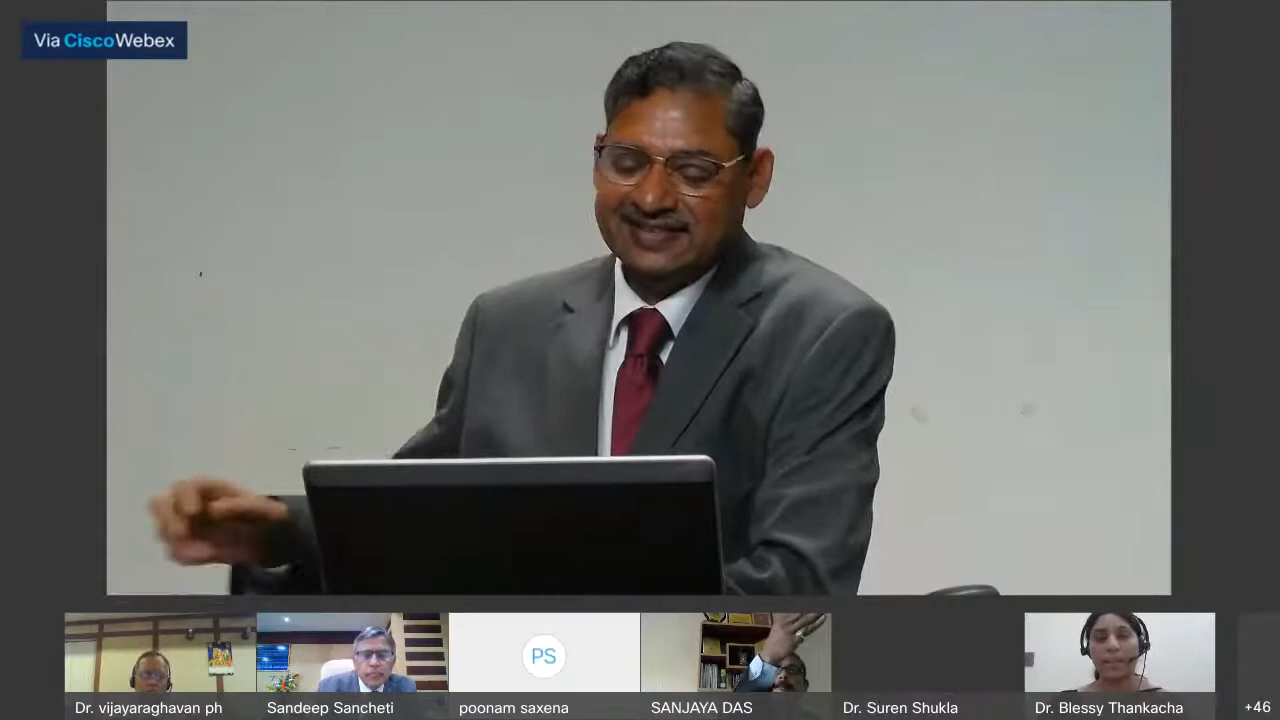 Via CiscoWebex
PS
Dr. vijayaraghavan ph
Sandeep Sancheti
poonam saxena
SANJAYA DAS
Dr. Suren Shukla
Dr. Blessy Thankacha
+46